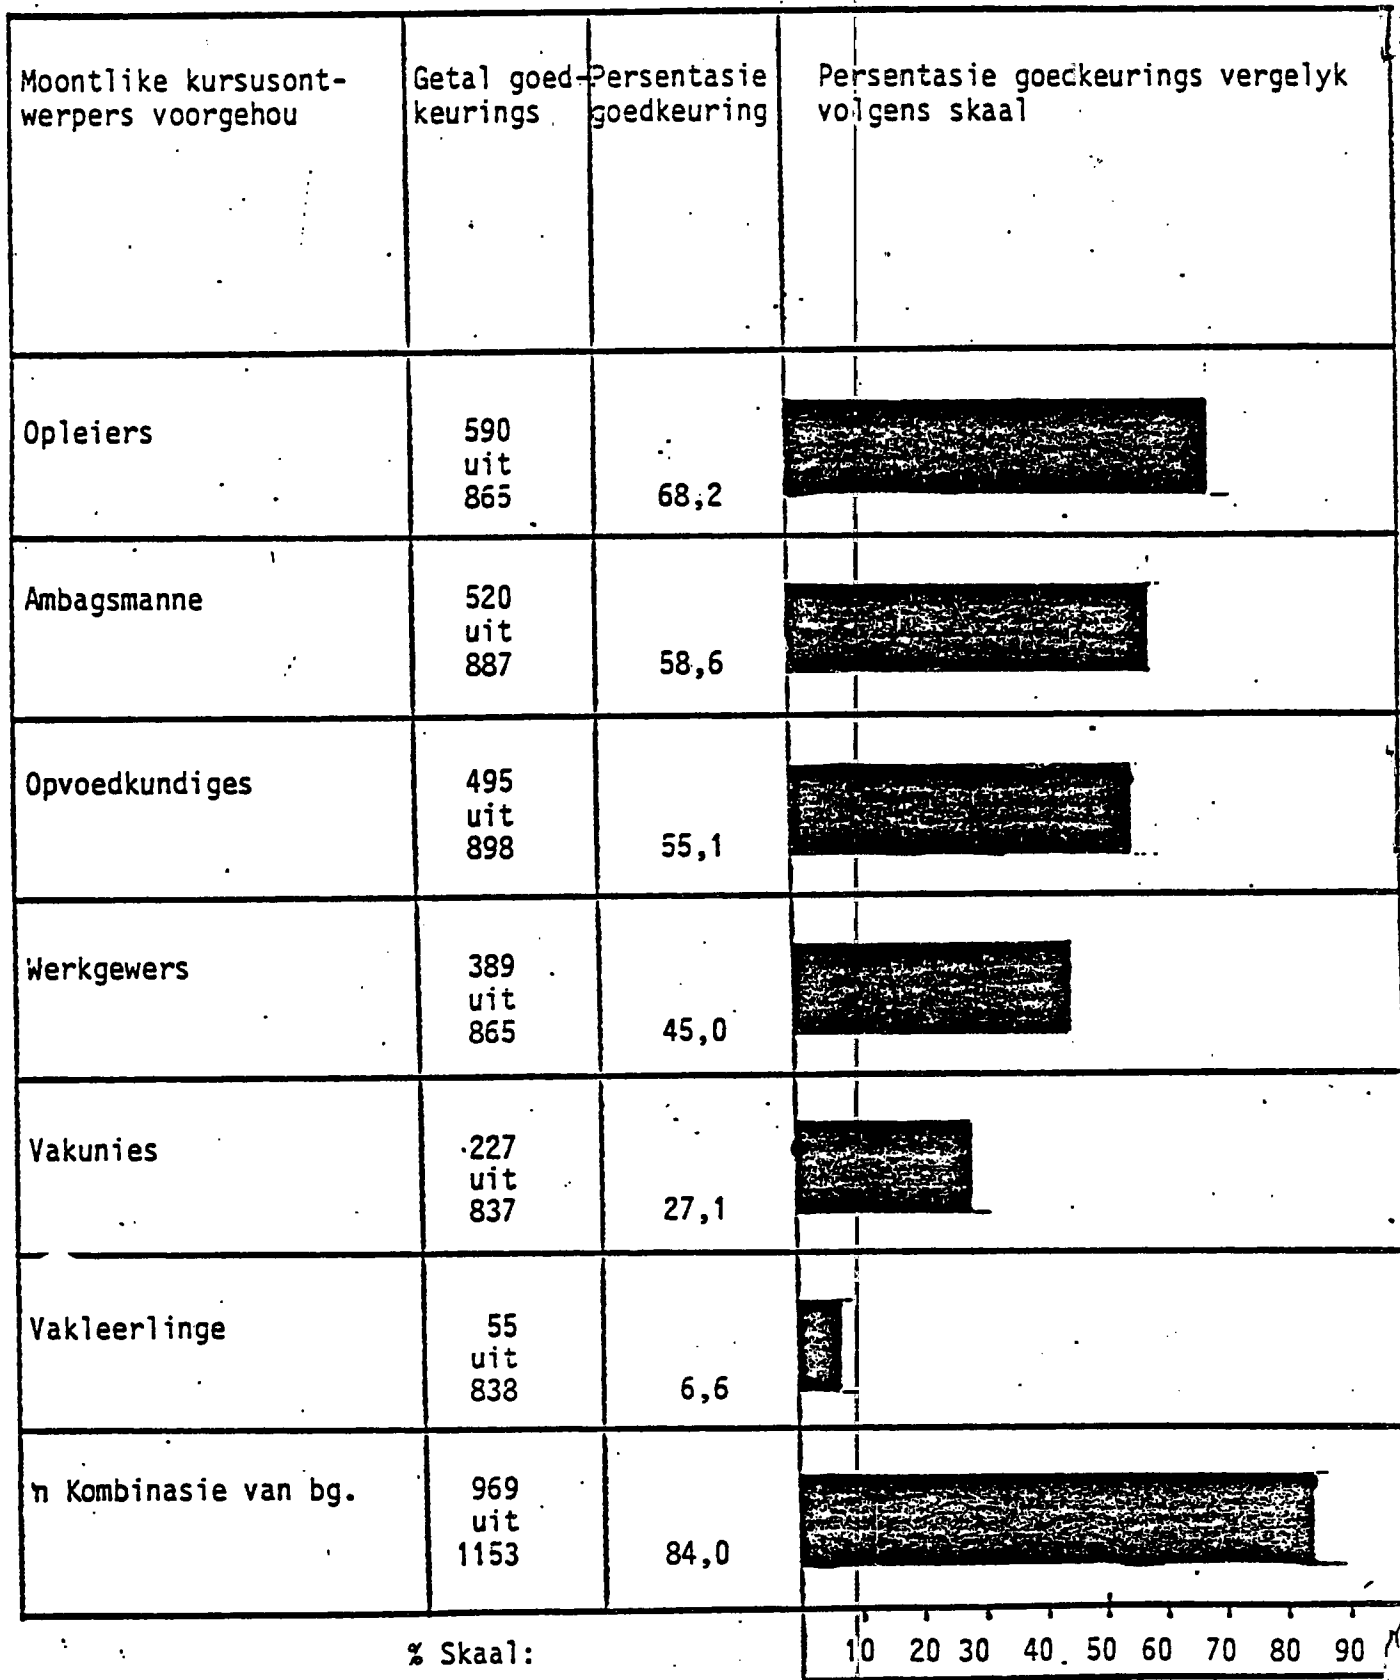 Moontlike kursusont-
werpers voorgehou
Getal goed-
keurings
Persentasie
goedkeuring
Persentasie goedkeurings vergelyk
volgens skaal
Opleiers
590
uit
865
68,2
Ambagsmanne
520
uit
887
58,6
Opvoedkundiges
495
uit
898
55,1
Werkgewers
389
uit
865
45,0
Vakunies
227
uit
837
27,1
Vakleerlinge
55
uit
838
6,6
'n Kombinasie van bg.
969
uit
1153
84,0
% Skaal:
10 20 30 40 50 60 70 80 90